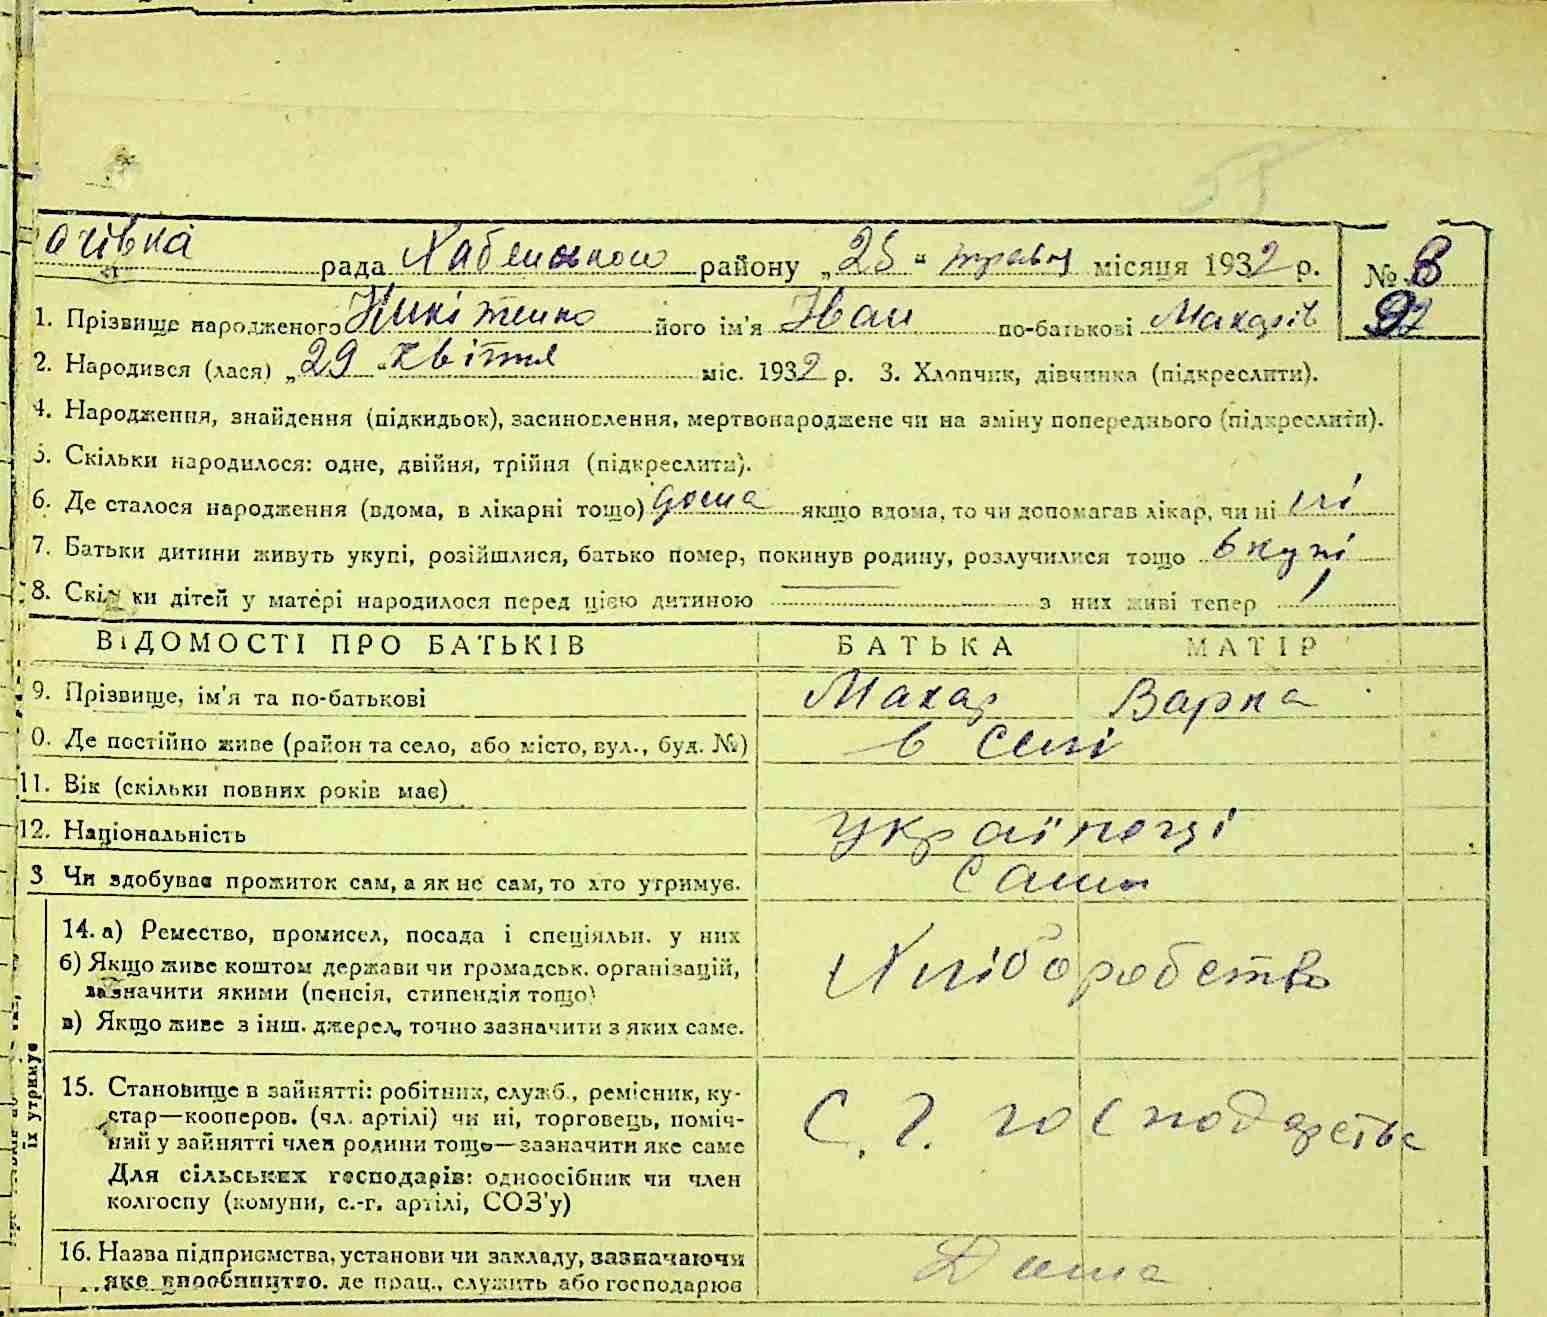 очівка рада Хабенського району „25“ травня місяця 1932 р. № 8
1. Прізвище народженого Нікітенко його ім'я Іван по-батькові Макарів 92
2. Народився (лася) „29“ квітня міс. 1932 р. 3. Хлопчик, дівчинка (підкреслити).
4. Народження, знайдення (підкидьок), засиновлення, мертвонароджене чи на зміну попереднього (підкреслити).
5. Скільки народилося: одне, двійня, трійня (підкреслити).
6. Де сталося народження (вдома, в лікарні тощо) дома якщо вдома, то чи допомагав лікар, чи ні ні
7. Батьки дитини живуть укупі, розійшлися, батько помер, покинув родину, розлучилися тощо вкупі
8. Скільки дітей у матері народилося перед цією дитиною — з них живі тепер
ВІДОМОСТІ ПРО БАТЬКІВ БАТЬКА МАТІР
9. Прізвище, ім'я та по-батькові Макар Варка
0. Де постійно живе (район та село, або місто, вул., буд. №) в селі
11. Вік (скільки повних років має)
12. Національність українці
3 Чи здобуває прожиток сам, а як не сам, то хто утримує. Сами
їх утримує
14. а) Ремество, промисел, посада і спеціяльн. у них
б) Якщо живе коштом держави чи громадськ. організацій,
зазначити якими (пенсія, стипендія тощо)
в) Якщо живе з інш. джерел, точно зазначити з яких саме.
Хліборобство
15. Становище в зайнятті: робітник, служб., ремісник, ку-
стар—кооперов. (чл. артілі) чи ні, торговець, поміч-
ний у зайнятті член родини тощо—зазначити яке саме
Для сільських господарів: одноосібник чи член
колгоспу (комуни, с.-г. артілі, СОЗ'у)
С. Г. господарства
16. Назва підприємства, установи чи закладу, зазначаючи
яке виробництво, де прац., служить або господарює
Дома